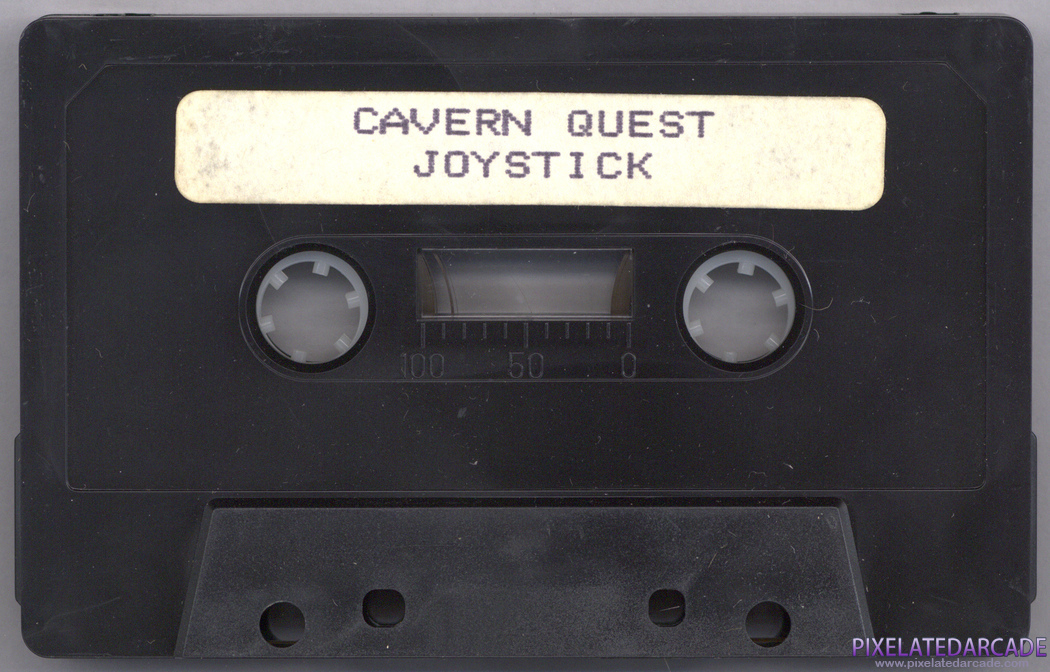 CAVERN QUEST
JOYSTICK
100 50 0
PIXELATEDARCADE
www.pixelatedarcade.com